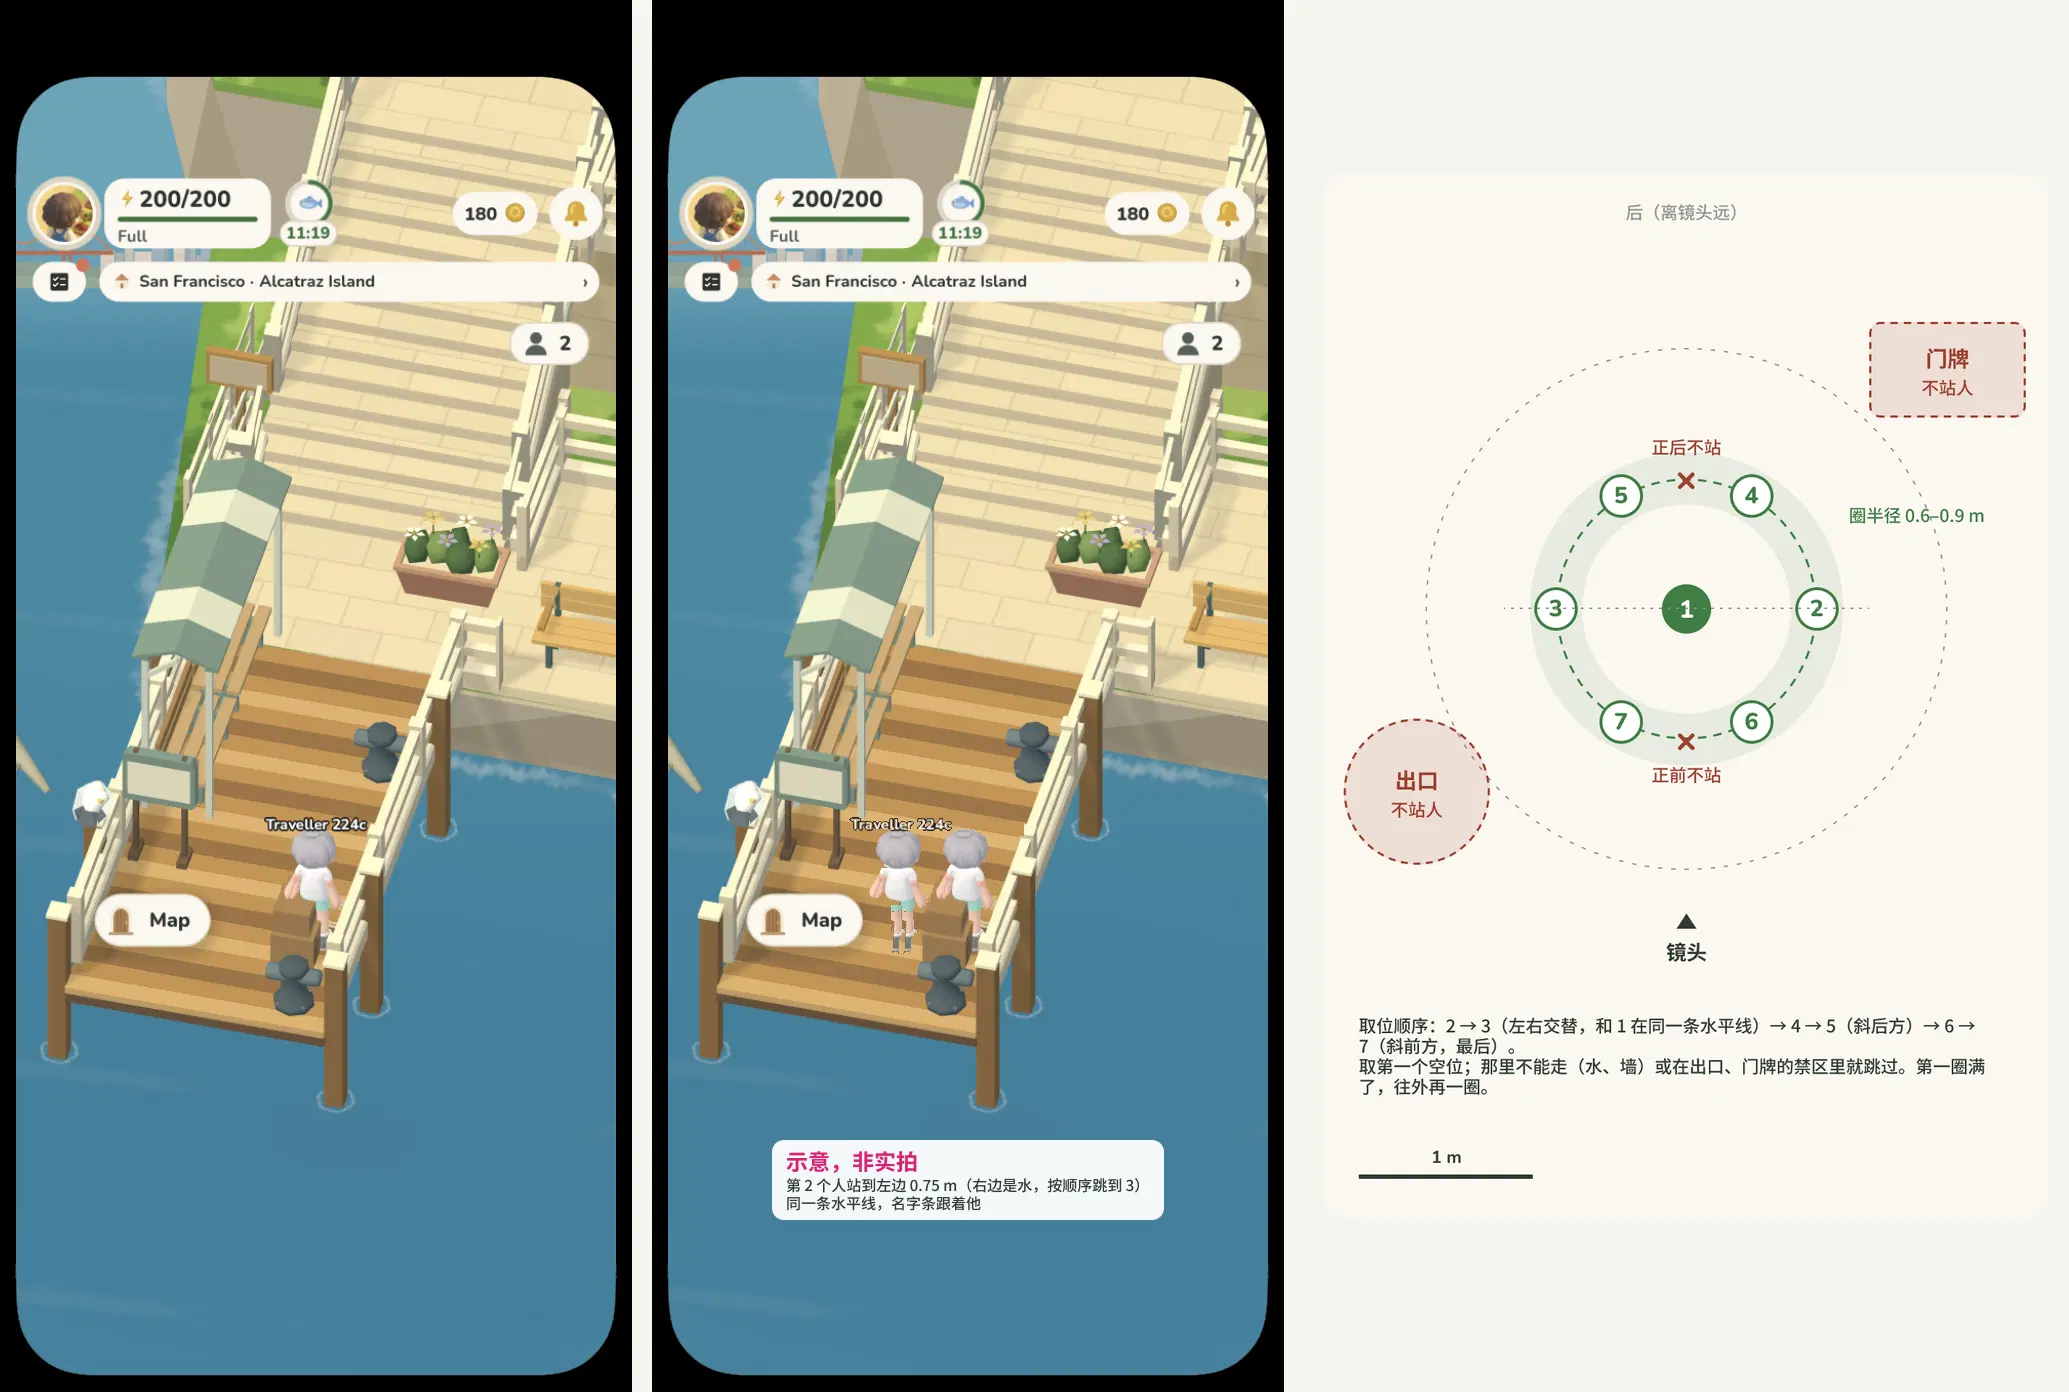 200/200
Full
11:19
180
San Francisco · Alcatraz Island
2
Traveller 224c
Map
200/200
Full
11:19
180
San Francisco · Alcatraz Island
2
Traveller 224c
Map
示意，非实拍
第 2 个人站到左边 0.75 m（右边是水，按顺序跳到 3）
同一条水平线，名字条跟着他
后（离镜头远）
门牌
不站人
正后不站
5
4
圈半径 0.6–0.9 m
3
1
2
7
6
正前不站
出口
不站人
镜头
取位顺序：2 → 3（左右交替，和 1 在同一条水平线）→ 4 → 5（斜后方）→ 6 →
7（斜前方，最后）。
取第一个空位；那里不能走（水、墙）或在出口、门牌的禁区里就跳过。第一圈满
了，往外再一圈。
1 m